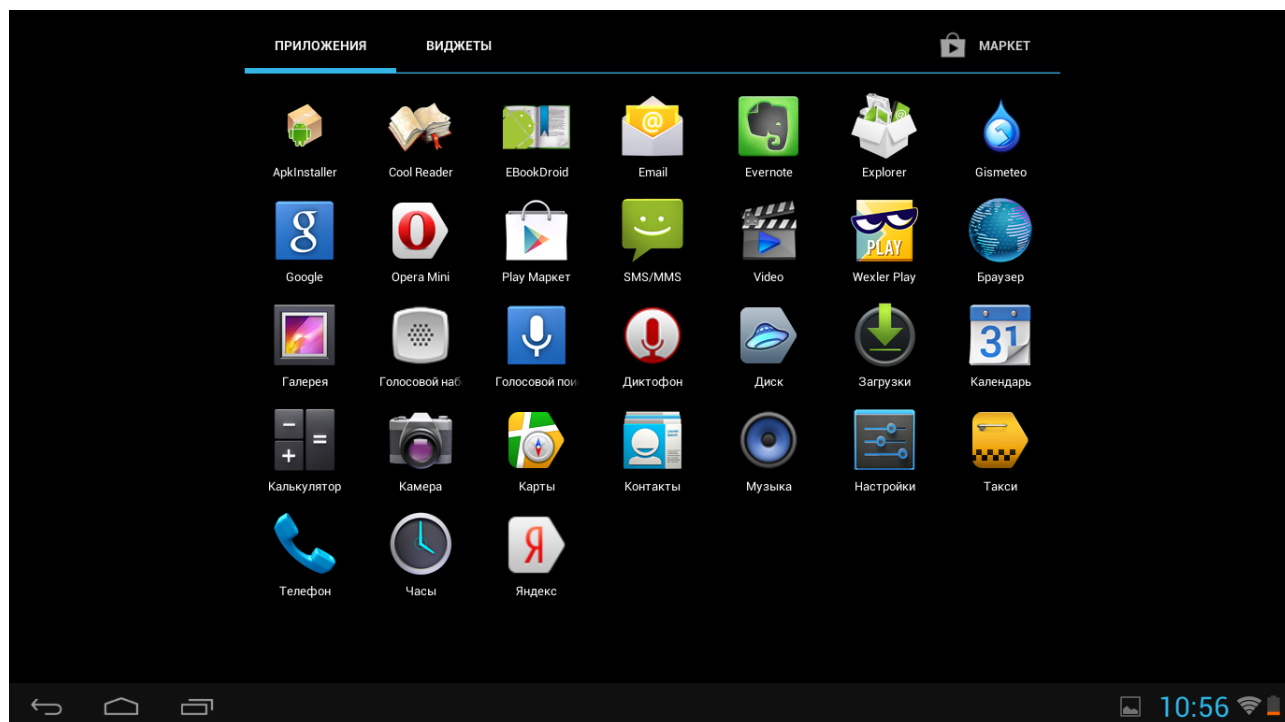 ПРИЛОЖЕНИЯ ВИДЖЕТЫ МАРКЕТ
ApkInstaller Cool Reader EBookDroid Email Evernote Explorer Gismeteo
g PLAY
Google Opera Mini Play Маркет SMS/MMS Video Wexler Play Браузер
31
Галерея Голосовой наб Голосовой пои Диктофон Диск Загрузки Календарь
Калькулятор Камера Карты Контакты Музыка Настройки Такси
Я
Телефон Часы Яндекс
10:56